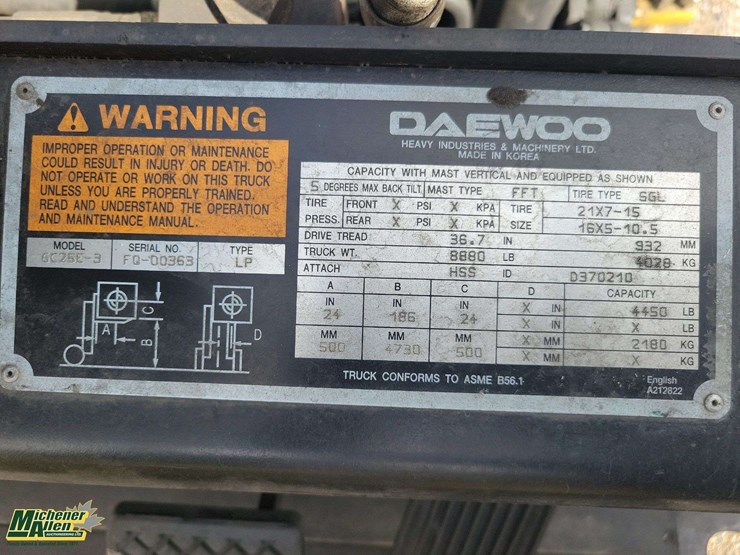 WARNING
IMPROPER OPERATION OR MAINTENANCE
COULD RESULT IN INJURY OR DEATH. DO
NOT OPERATE OR WORK ON THIS TRUCK
UNLESS YOU ARE PROPERLY TRAINED.
READ AND UNDERSTAND THE OPERATION
AND MAINTENANCE MANUAL.
MODEL SERIAL NO. TYPE
GC25E-3 FQ-00363 LP
A C B D
DAEWOO
HEAVY INDUSTRIES & MACHINERY LTD.
MADE IN KOREA
CAPACITY WITH MAST VERTICAL AND EQUIPPED AS SHOWN
5 DEGREES MAX BACK TILT MAST TYPE FFT TIRE TYPE SGL
TIRE FRONT X PSI X KPA TIRE 21X7-15
PRESS. REAR X PSI X KPA SIZE 16X5-10.5
DRIVE TREAD 36.7 IN 932 MM
TRUCK WT. 8880 LB 4028 KG
ATTACH HSS ID D370210
A B C D CAPACITY
IN IN IN X IN 4450 LB
24 186 24 X IN X LB
MM MM MM X MM 2180 KG
500 4730 500 X MM X KG
TRUCK CONFORMS TO ASME B56.1
English
A212822
Michener
Allen
AUCTIONEERING LTD.